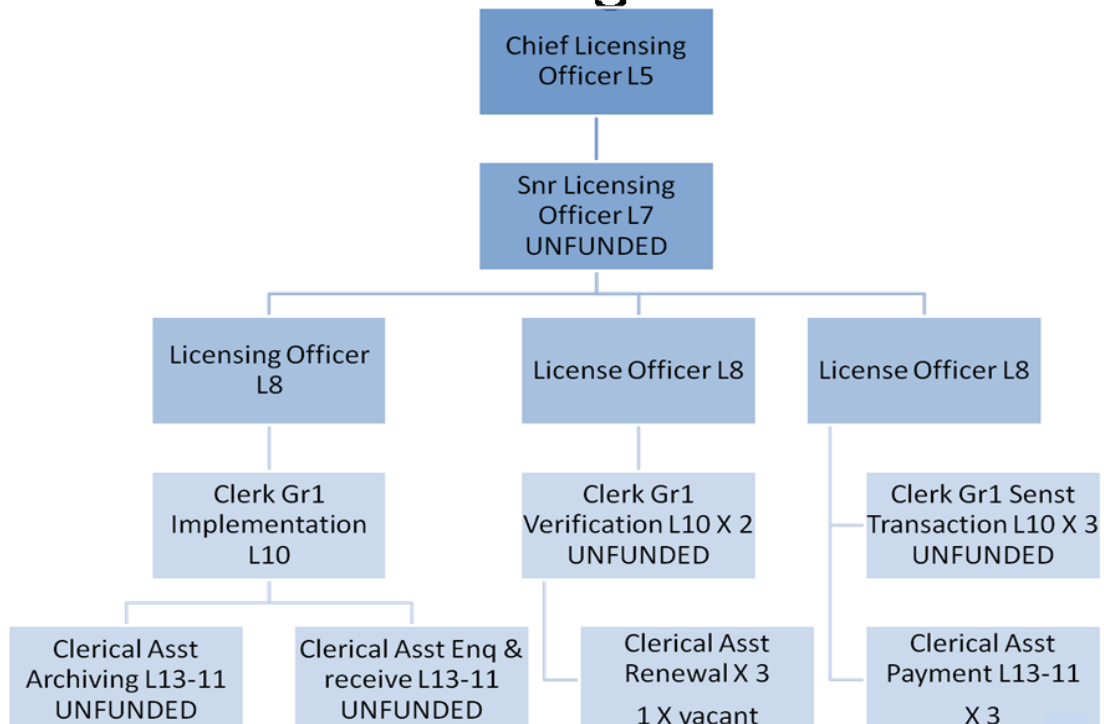 Chief Licensing
Officer L5
Snr Licensing
Officer L7
UNFUNDED
Licensing Officer
L8
License Officer L8
License Officer L8
Clerk Gr1
Implementation
L10
Clerk Gr1
Verification L10 X 2
UNFUNDED
Clerk Gr1 Senst
Transaction L10 X 3
UNFUNDED
Clerical Asst
Archiving L13-11
UNFUNDED
Clerical Asst Enq &
receive L13-11
UNFUNDED
Clerical Asst
Renewal X 3
1 X vacant
Clerical Asst
Payment L13-11
X 3